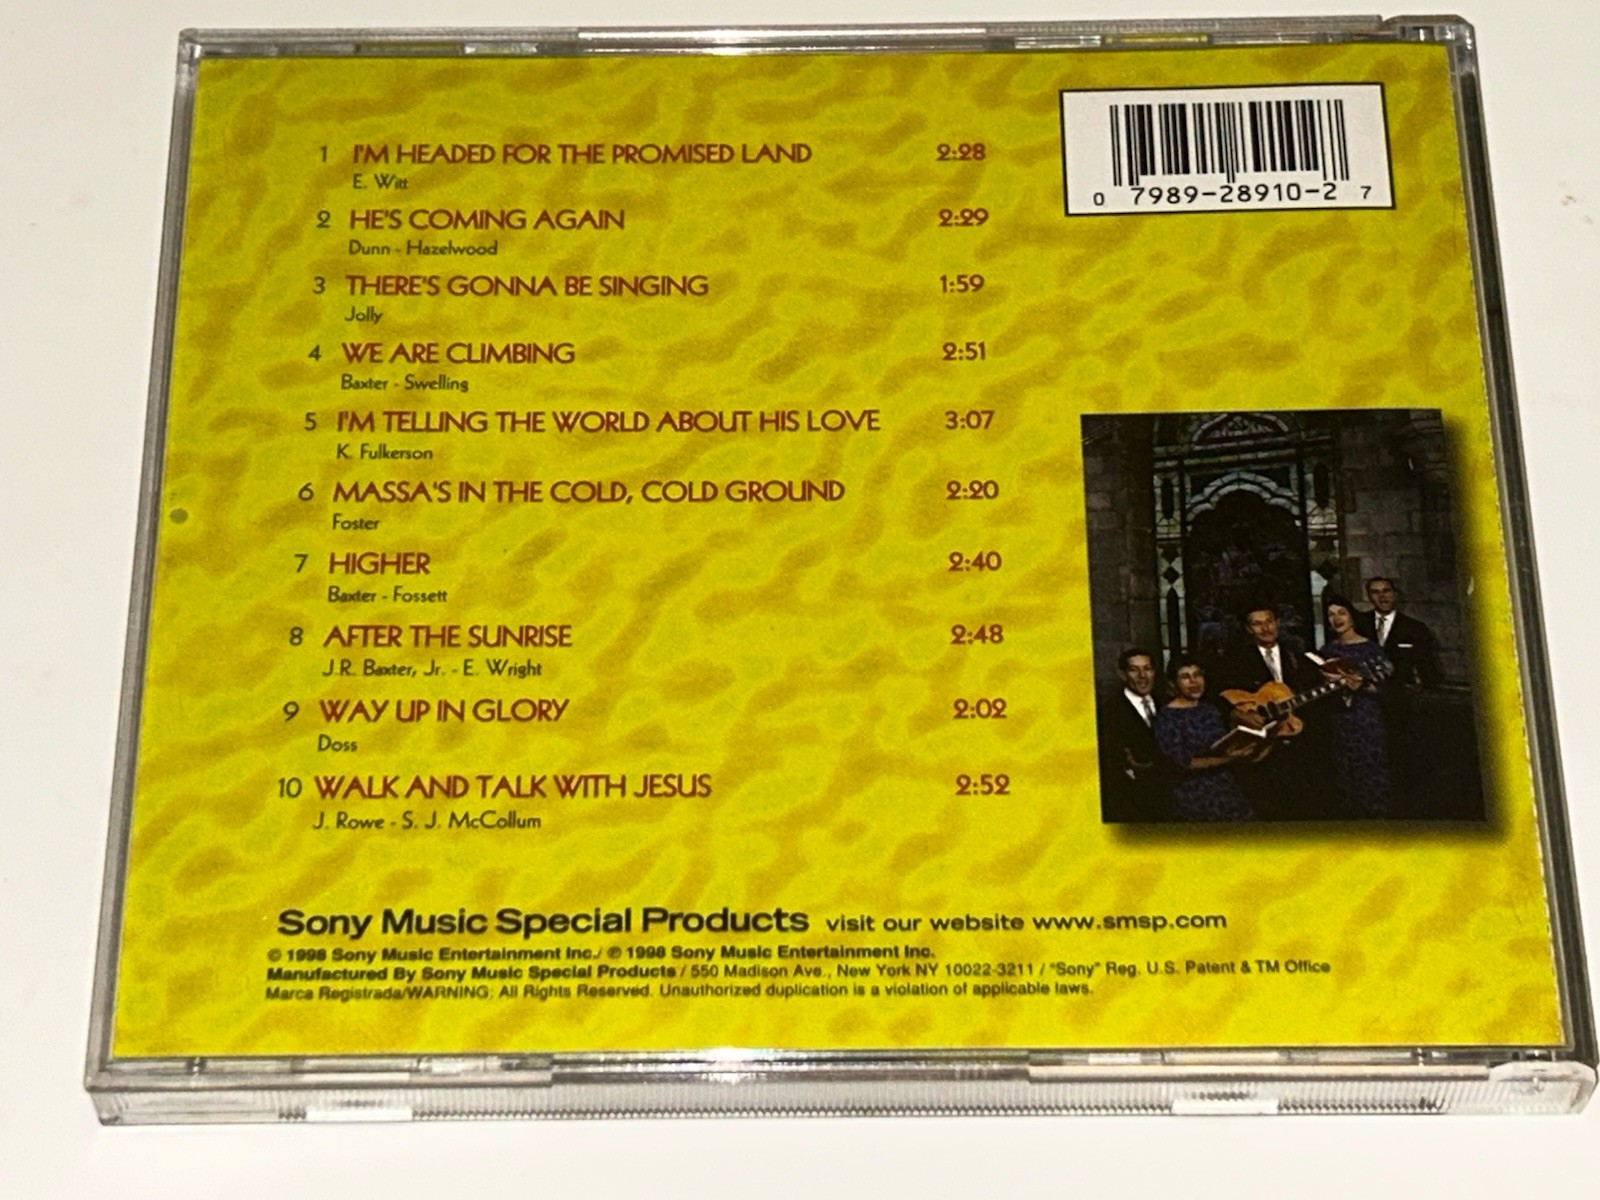 0 7989-28910-2 7
1 I'M HEADED FOR THE PROMISED LAND 2:28
E. Witt
2 HE'S COMING AGAIN 2:29
Dunn - Hazelwood
3 THERE'S GONNA BE SINGING 1:59
Jolly
4 WE ARE CLIMBING 2:51
Baxter - Swelling
5 I'M TELLING THE WORLD ABOUT HIS LOVE 3:07
K. Fulkerson
6 MASSA'S IN THE COLD, COLD GROUND 2:20
Foster
7 HIGHER 2:40
Baxter - Fossett
8 AFTER THE SUNRISE 2:48
J.R. Baxter, Jr. - E. Wright
9 WAY UP IN GLORY 2:02
Doss
10 WALK AND TALK WITH JESUS 2:52
J. Rowe - S. J. McCollum
Sony Music Special Products visit our website www.smsp.com
© 1998 Sony Music Entertainment Inc./ ℗ 1998 Sony Music Entertainment Inc.
Manufactured By Sony Music Special Products / 550 Madison Ave., New York NY 10022-3211 / "Sony" Reg. U.S. Patent & TM Office
Marca Registrada/WARNING: All Rights Reserved. Unauthorized duplication is a violation of applicable laws.